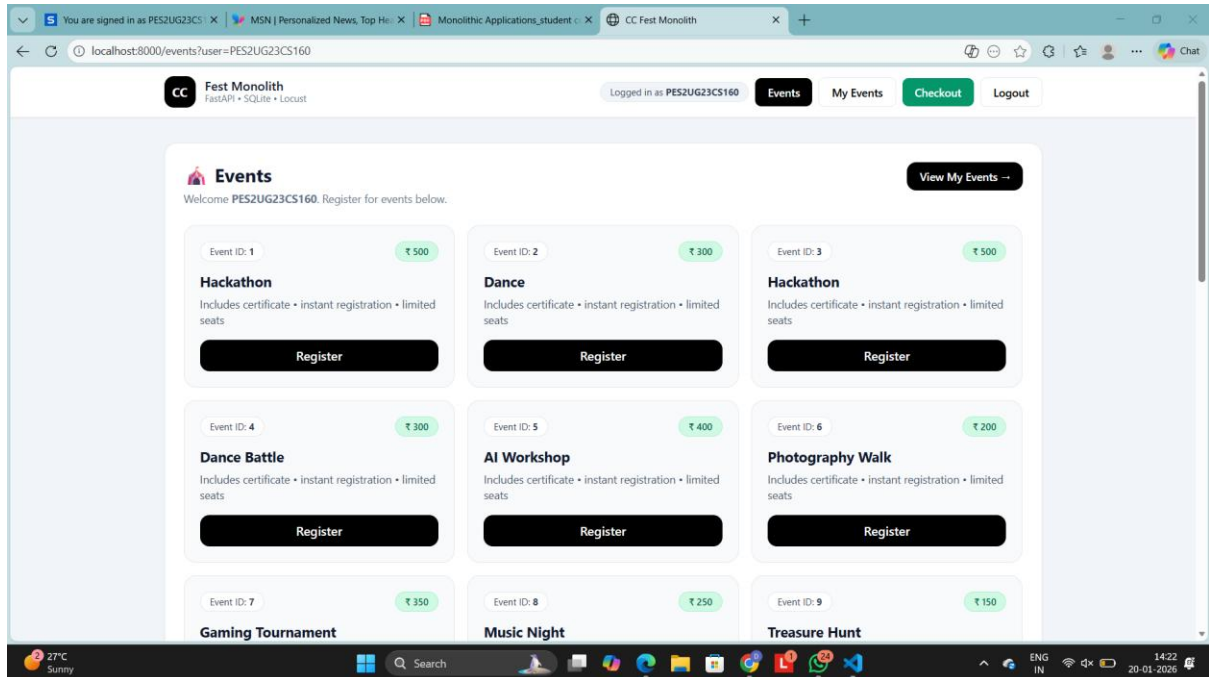 You are signed in as PES2UG23CS1
MSN | Personalized News, Top Hea
Monolithic Applications_student c
CC Fest Monolith
localhost:8000/events?user=PES2UG23CS160
Chat
CC
Fest Monolith
FastAPI • SQLite • Locust
Logged in as PES2UG23CS160
Events
My Events
Checkout
Logout
Events
View My Events →
Welcome PES2UG23CS160. Register for events below.
Event ID: 1
₹ 500
Hackathon
Includes certificate • instant registration • limited
seats
Register
Event ID: 2
₹ 300
Dance
Includes certificate • instant registration • limited
seats
Register
Event ID: 3
₹ 500
Hackathon
Includes certificate • instant registration • limited
seats
Register
Event ID: 4
₹ 300
Dance Battle
Includes certificate • instant registration • limited
seats
Register
Event ID: 5
₹ 400
AI Workshop
Includes certificate • instant registration • limited
seats
Register
Event ID: 6
₹ 200
Photography Walk
Includes certificate • instant registration • limited
seats
Register
Event ID: 7
₹ 350
Gaming Tournament
Event ID: 8
₹ 250
Music Night
Event ID: 9
₹ 150
Treasure Hunt
2
27°C
Sunny
Search
1
24
ENG
IN
14:22
20-01-2026